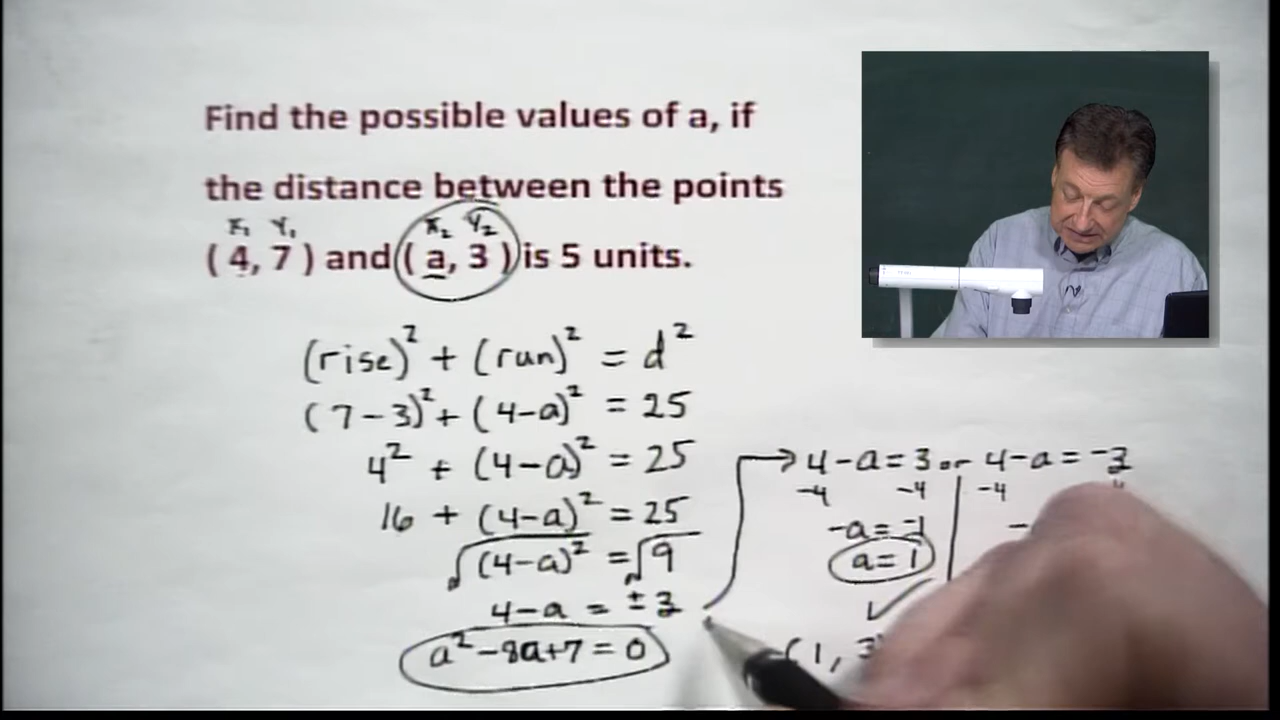 Find the possible values of a, if
the distance between the points
x₁ y₁ x₂ y₂
( 4, 7 ) and ( a, 3 ) is 5 units.
(rise)² + (run)² = d²
(7-3)² + (4-a)² = 25
4² + (4-a)² = 25
16 + (4-a)² = 25
√(4-a)² = √9
4-a = ±3
a²-8a+7=0
4-a=3 or 4-a=-3
-4 -4 -4
-a=-1
a=1
(1, 3